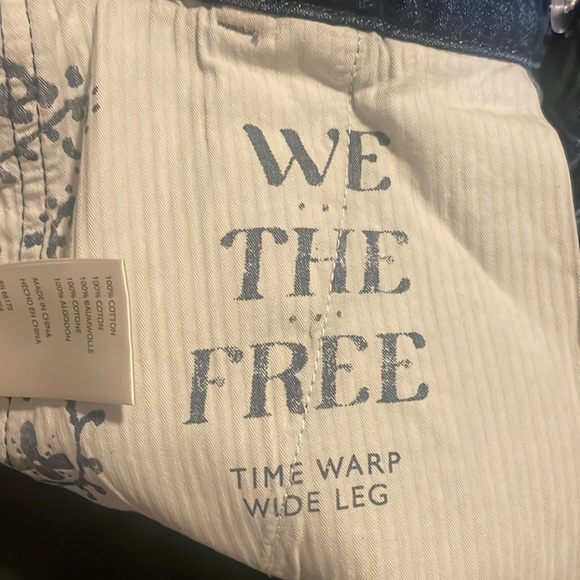 WE
THE
FREE
TIME WARP
WIDE LEG
100% COTTON
100% COTON
100% BAUMWOLLE
100% COTONE
100% ALGODÓN
MADE IN CHINA
HECHO EN CHINA